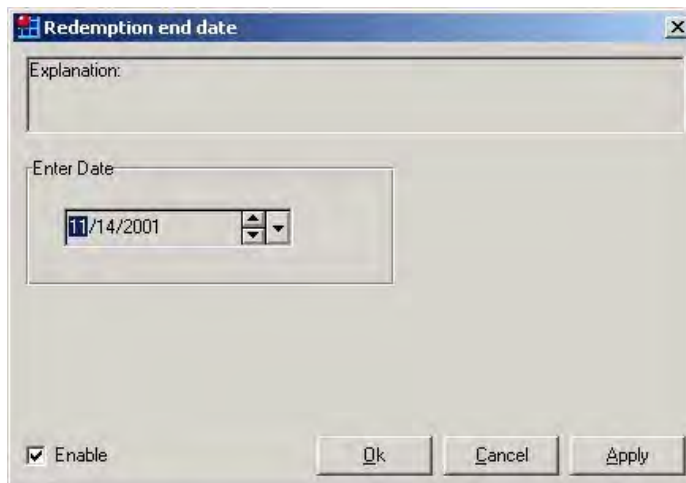 Redemption end date
Explanation:
Enter Date
11/14/2001
Enable
Ok
Cancel
Apply